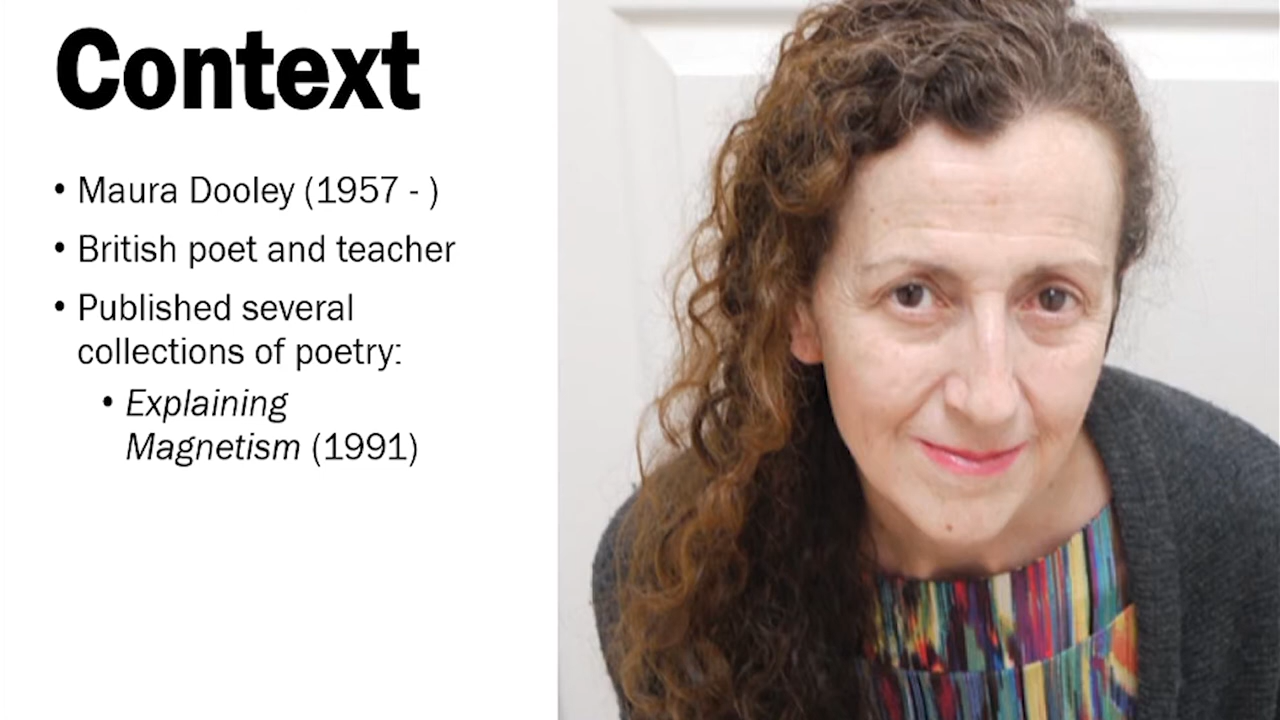 Context
• Maura Dooley (1957 - )
• British poet and teacher
• Published several
collections of poetry:
• Explaining
Magnetism (1991)